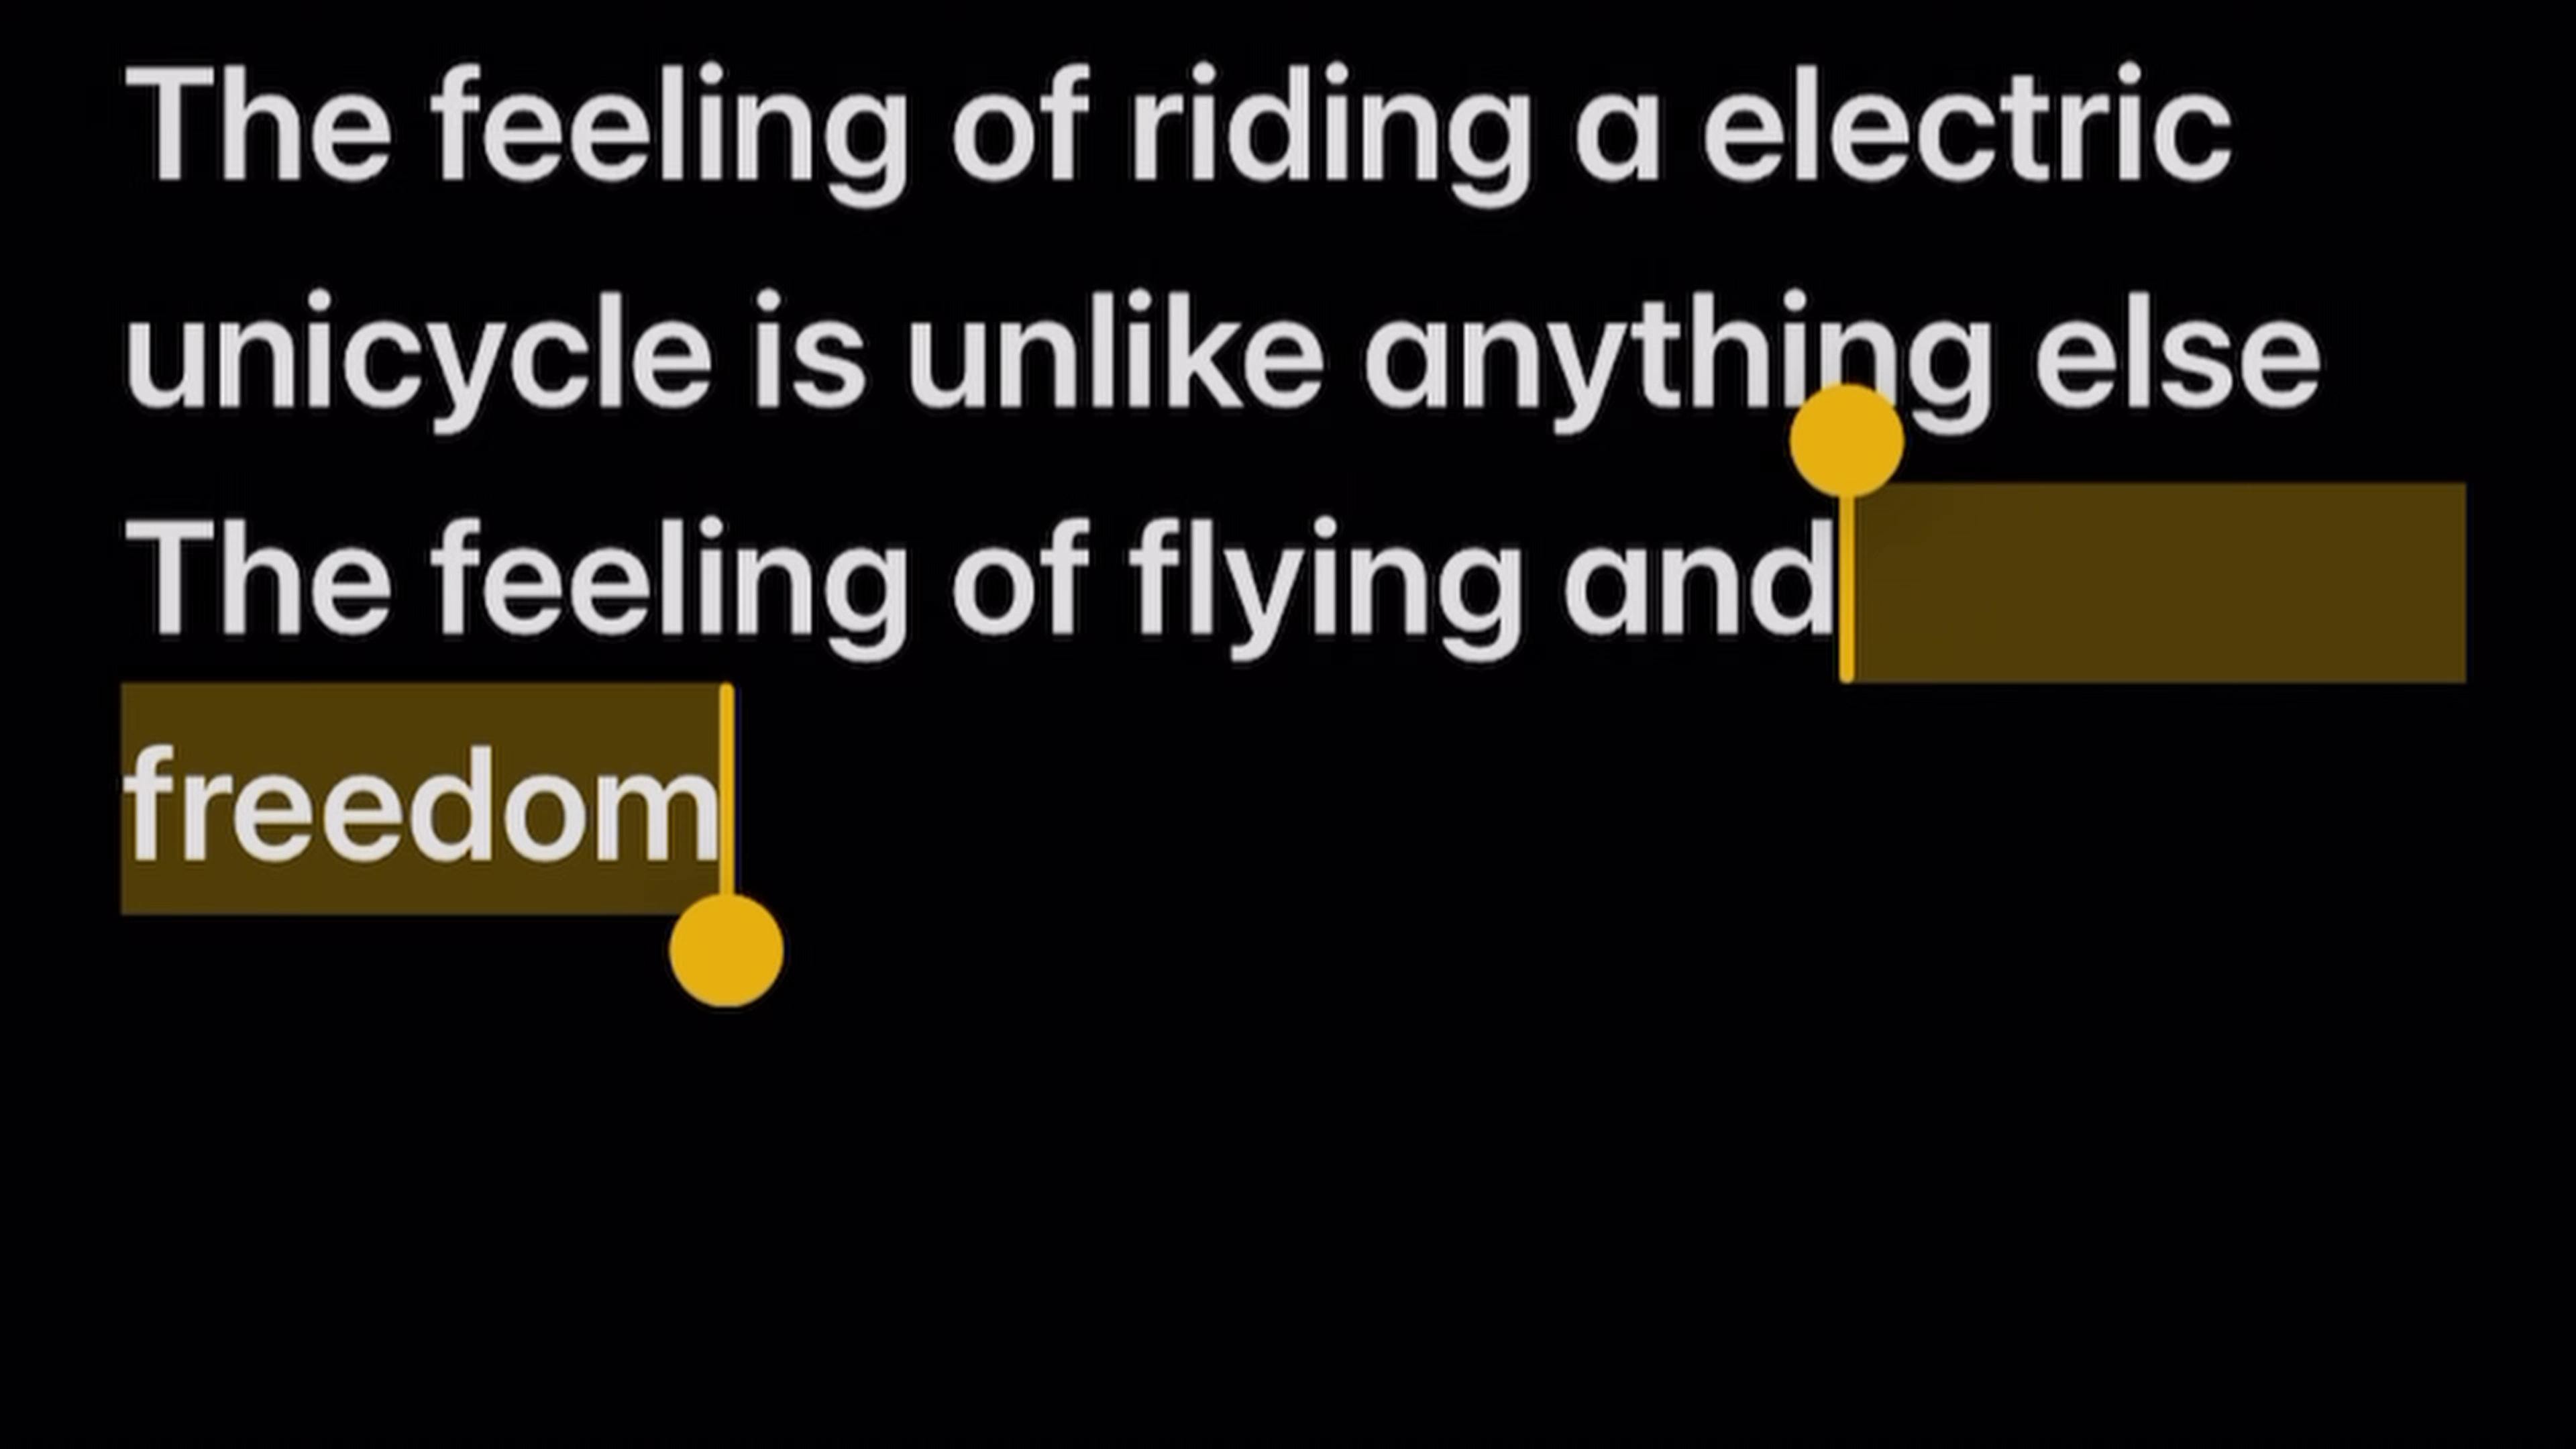 The feeling of riding a electric
unicycle is unlike anything else
The feeling of flying and
freedom